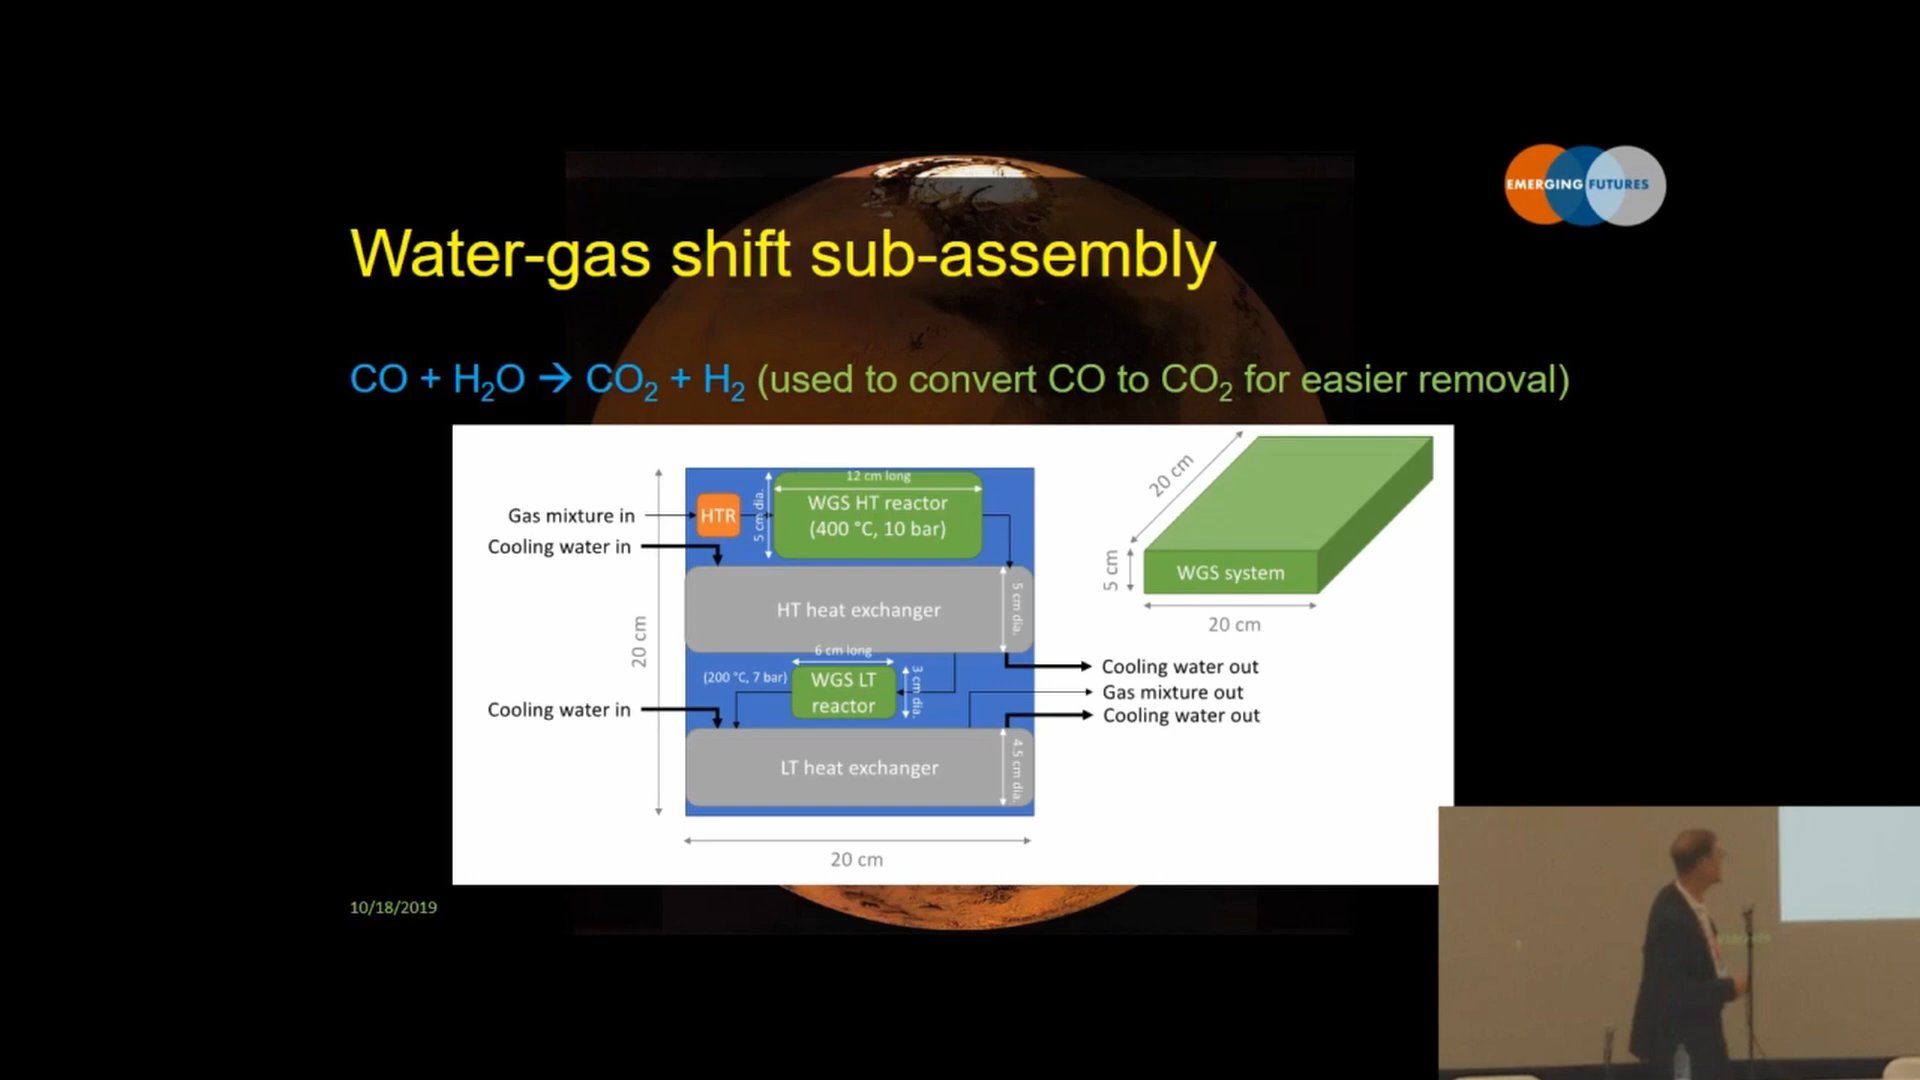 EMERGING FUTURES
Water-gas shift sub-assembly
CO + H₂O → CO₂ + H₂ (used to convert CO to CO₂ for easier removal)
12 cm long
Gas mixture in
HTR
5 cm dia.
WGS HT reactor
(400 °C, 10 bar)
Cooling water in
HT heat exchanger
5 cm dia.
20 cm
6 cm long
(200 °C, 7 bar)
WGS LT
reactor
3 cm dia.
Cooling water in
LT heat exchanger
4.5 cm dia.
20 cm
20 cm
5 cm
WGS system
20 cm
Cooling water out
Gas mixture out
Cooling water out
10/18/2019